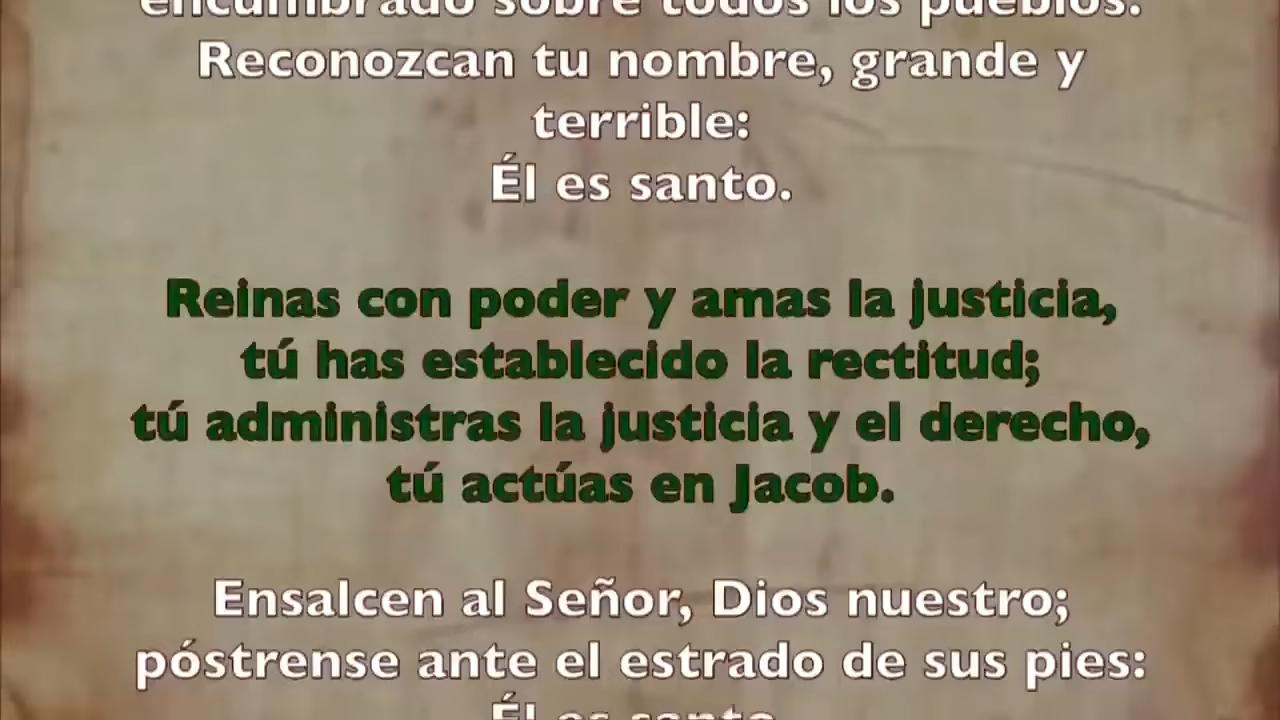 encumbrado sobre todos los pueblos.
Reconozcan tu nombre, grande y
terrible:
Él es santo.
Reinas con poder y amas la justicia,
tú has establecido la rectitud;
tú administras la justicia y el derecho,
tú actúas en Jacob.
Ensalcen al Señor, Dios nuestro;
póstrense ante el estrado de sus pies:
Él es santo.